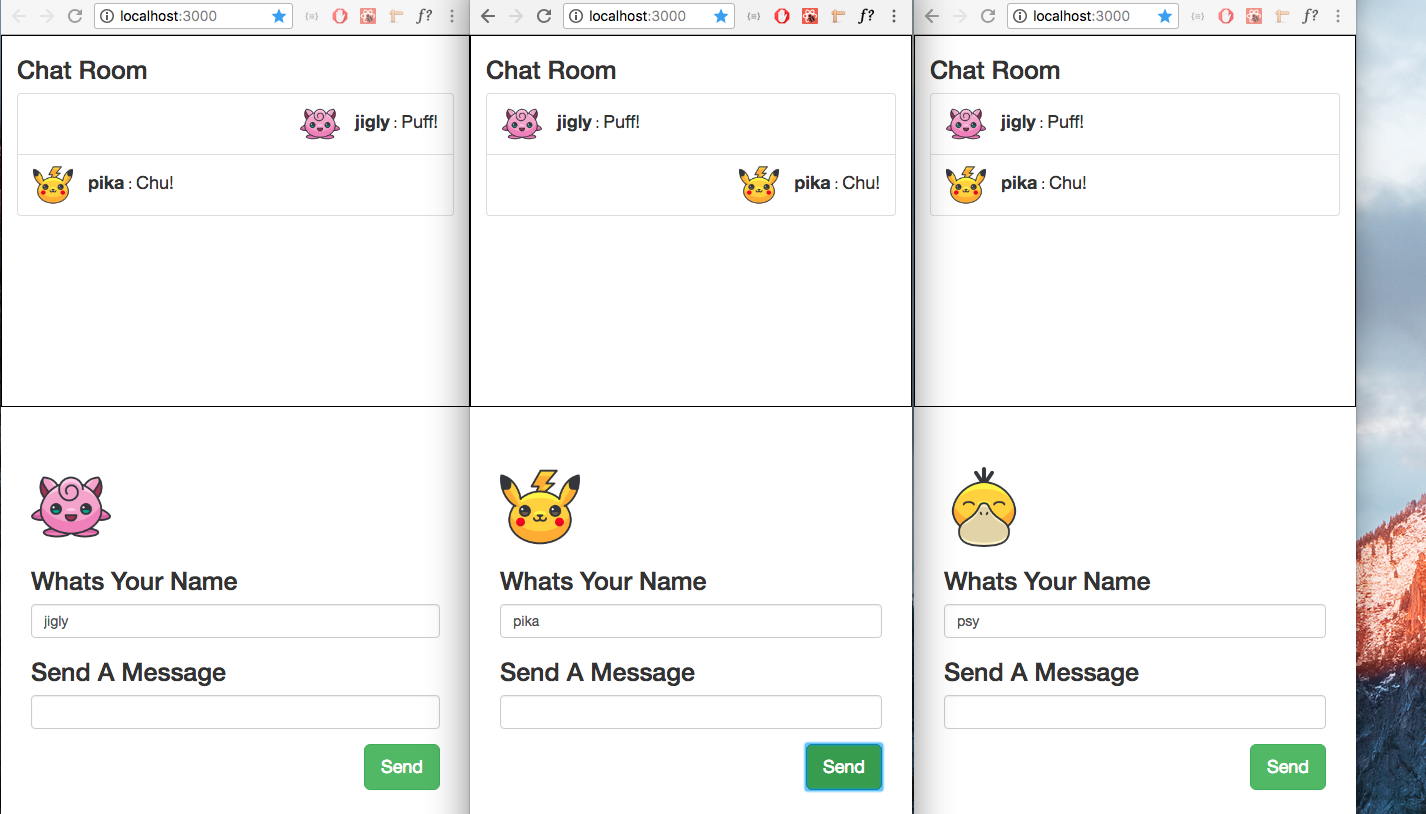 localhost:3000 {≡} f?
Chat Room
jigly : Puff!
pika : Chu!
Whats Your Name
jigly
Send A Message
Send
localhost:3000 {≡} f?
Chat Room
jigly : Puff!
pika : Chu!
Whats Your Name
pika
Send A Message
Send
localhost:3000 {≡} f?
Chat Room
jigly : Puff!
pika : Chu!
Whats Your Name
psy
Send A Message
Send